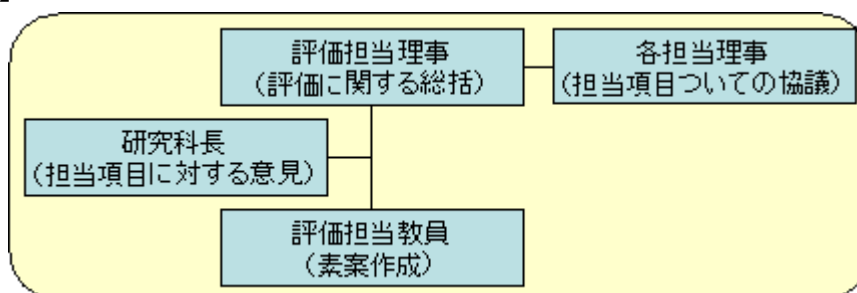 評価担当理事
（評価に関する総括）
各担当理事
（担当項目ついての協議）
研究科長
（担当項目に対する意見）
評価担当教員
（素案作成）